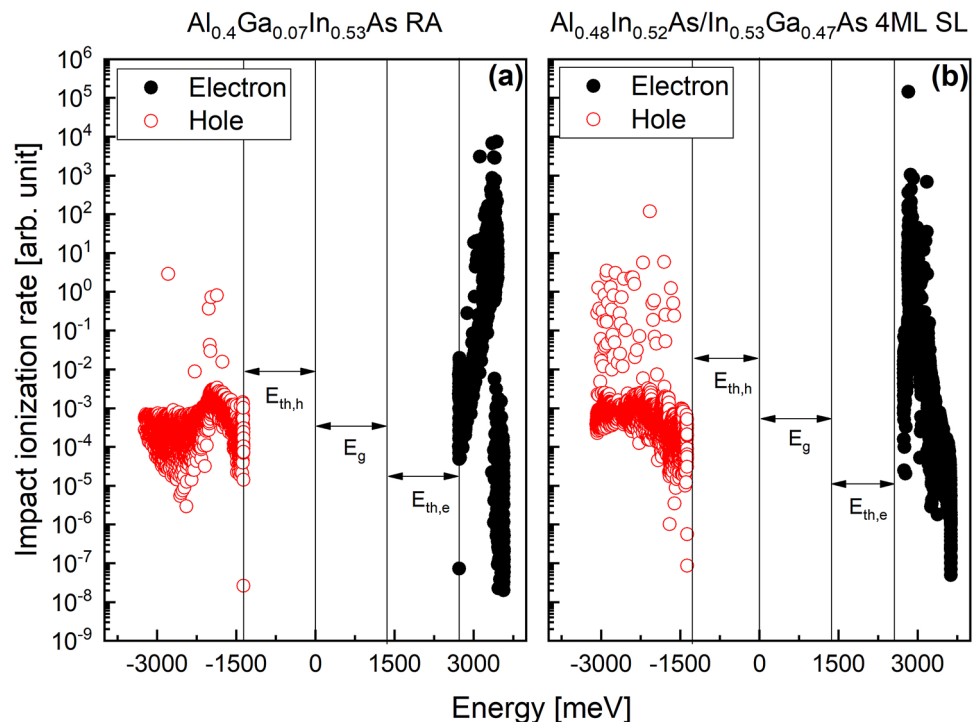 Al0.4Ga0.07In0.53As RA
Al0.48In0.52As/In0.53Ga0.47As 4ML SL
Impact ionization rate [arb. unit]
10^6
10^5
10^4
10^3
10^2
10^1
10^0
10^-1
10^-2
10^-3
10^-4
10^-5
10^-6
10^-7
10^-8
10^-9
Electron
Hole
(a)
Eth,h
Eg
Eth,e
-3000 -1500 0 1500 3000
Electron
Hole
(b)
Eth,h
Eg
Eth,e
-3000 -1500 0 1500 3000
Energy [meV]